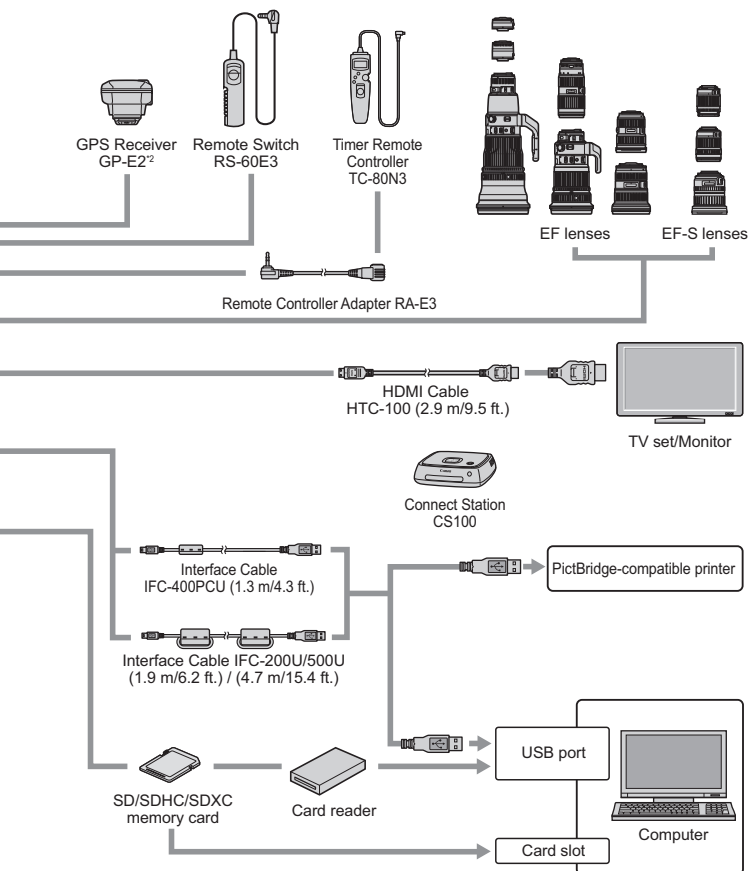 GPS Receiver
GP-E2*2
Remote Switch
RS-60E3
Timer Remote
Controller
TC-80N3
EF lenses
EF-S lenses
Remote Controller Adapter RA-E3
HDMI Cable
HTC-100 (2.9 m/9.5 ft.)
TV set/Monitor
Canon
Connect Station
CS100
Interface Cable
IFC-400PCU (1.3 m/4.3 ft.)
PictBridge-compatible printer
Interface Cable IFC-200U/500U
(1.9 m/6.2 ft.) / (4.7 m/15.4 ft.)
USB port
SD/SDHC/SDXC
memory card
Card reader
Computer
Card slot